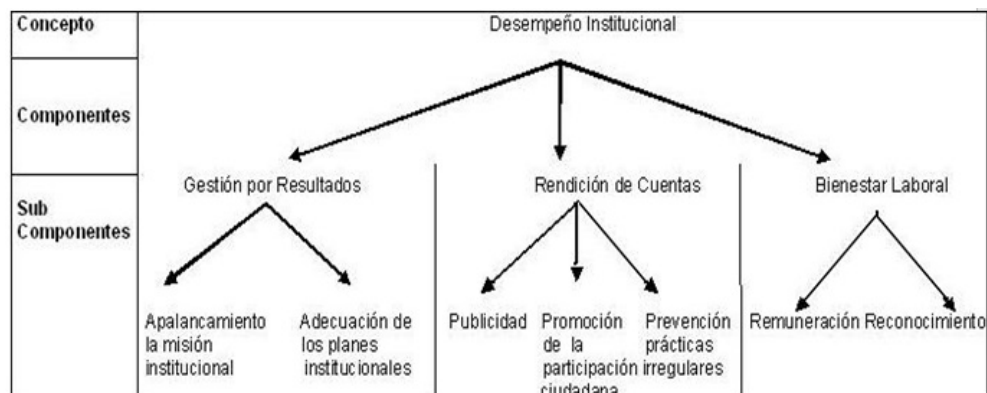 Concepto
Desempeño Institucional
Componentes
Gestión por Resultados
Rendición de Cuentas
Bienestar Laboral
Sub
Componentes
Apalancamiento
la misión
institucional
Adecuación de
los planes
institucionales
Publicidad
Promoción
de la
participación
ciudadana
Prevención
prácticas
irregulares
Remuneración
Reconocimiento